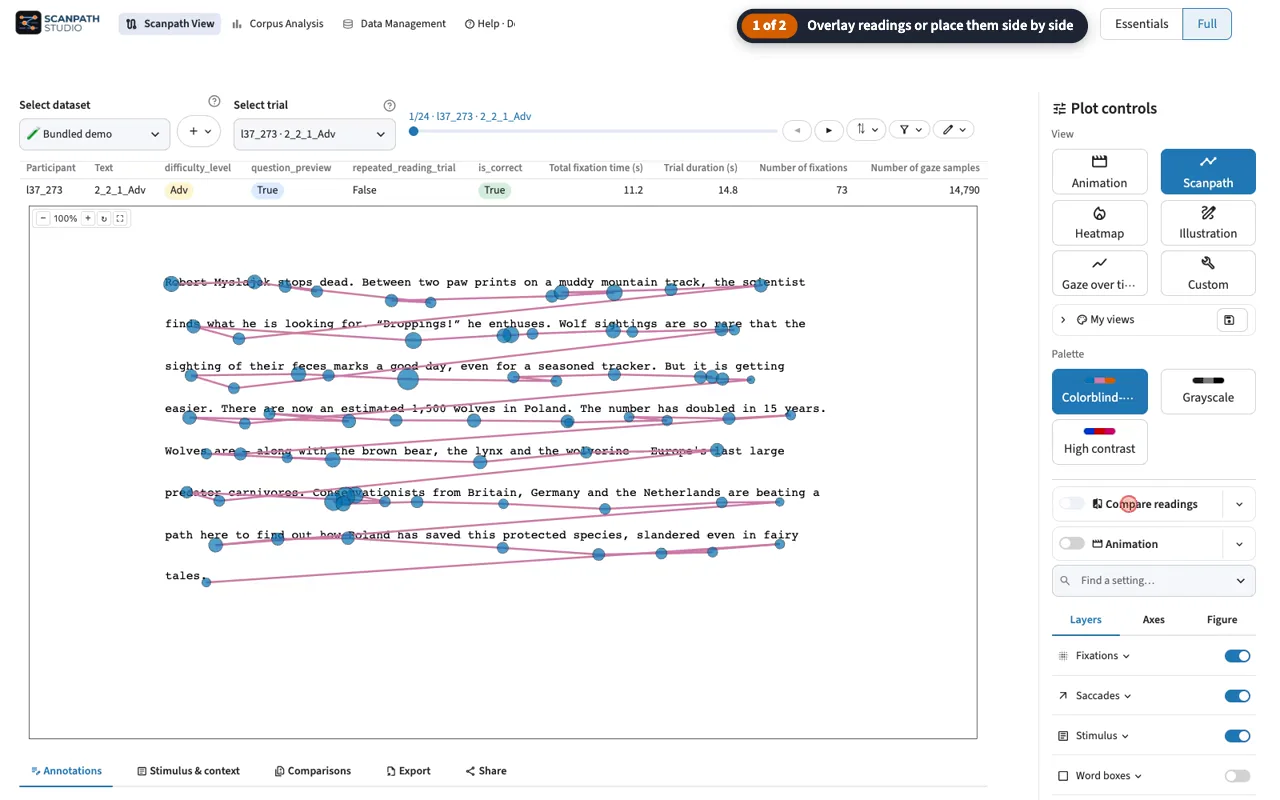 SCANPATH
STUDIO
Scanpath View
Corpus Analysis
Data Management
Help · D
1 of 2
Overlay readings or place them side by side
Essentials
Full
Select dataset
Select trial
Bundled demo
l37_273 · 2_2_1_Adv
1/24 · l37_273 · 2_2_1_Adv
Participant Text difficulty_level question_preview repeated_reading_trial is_correct Total fixation time (s) Trial duration (s) Number of fixations Number of gaze samples
l37_273 2_2_1_Adv Adv True False True 11.2 14.8 73 14,790
100%
Robert Myslajek stops dead. Between two paw prints on a muddy mountain track, the scientist
finds what he is looking for. “Droppings!” he enthuses. Wolf sightings are so rare that the
sighting of their feces marks a good day, even for a seasoned tracker. But it is getting
easier. There are now an estimated 1,500 wolves in Poland. The number has doubled in 15 years.
Wolves are – along with the brown bear, the lynx and the wolverine – Europe's last large
predator carnivores. Conservationists from Britain, Germany and the Netherlands are beating a
path here to find out how Poland has saved this protected species, slandered even in fairy
tales.
Annotations
Stimulus & context
Comparisons
Export
Share
Plot controls
View
Animation
Scanpath
Heatmap
Illustration
Gaze over ti…
Custom
My views
Palette
Colorblind-…
Grayscale
High contrast
Compare readings
Animation
Find a setting…
Layers
Axes
Figure
Fixations
Saccades
Stimulus
Word boxes